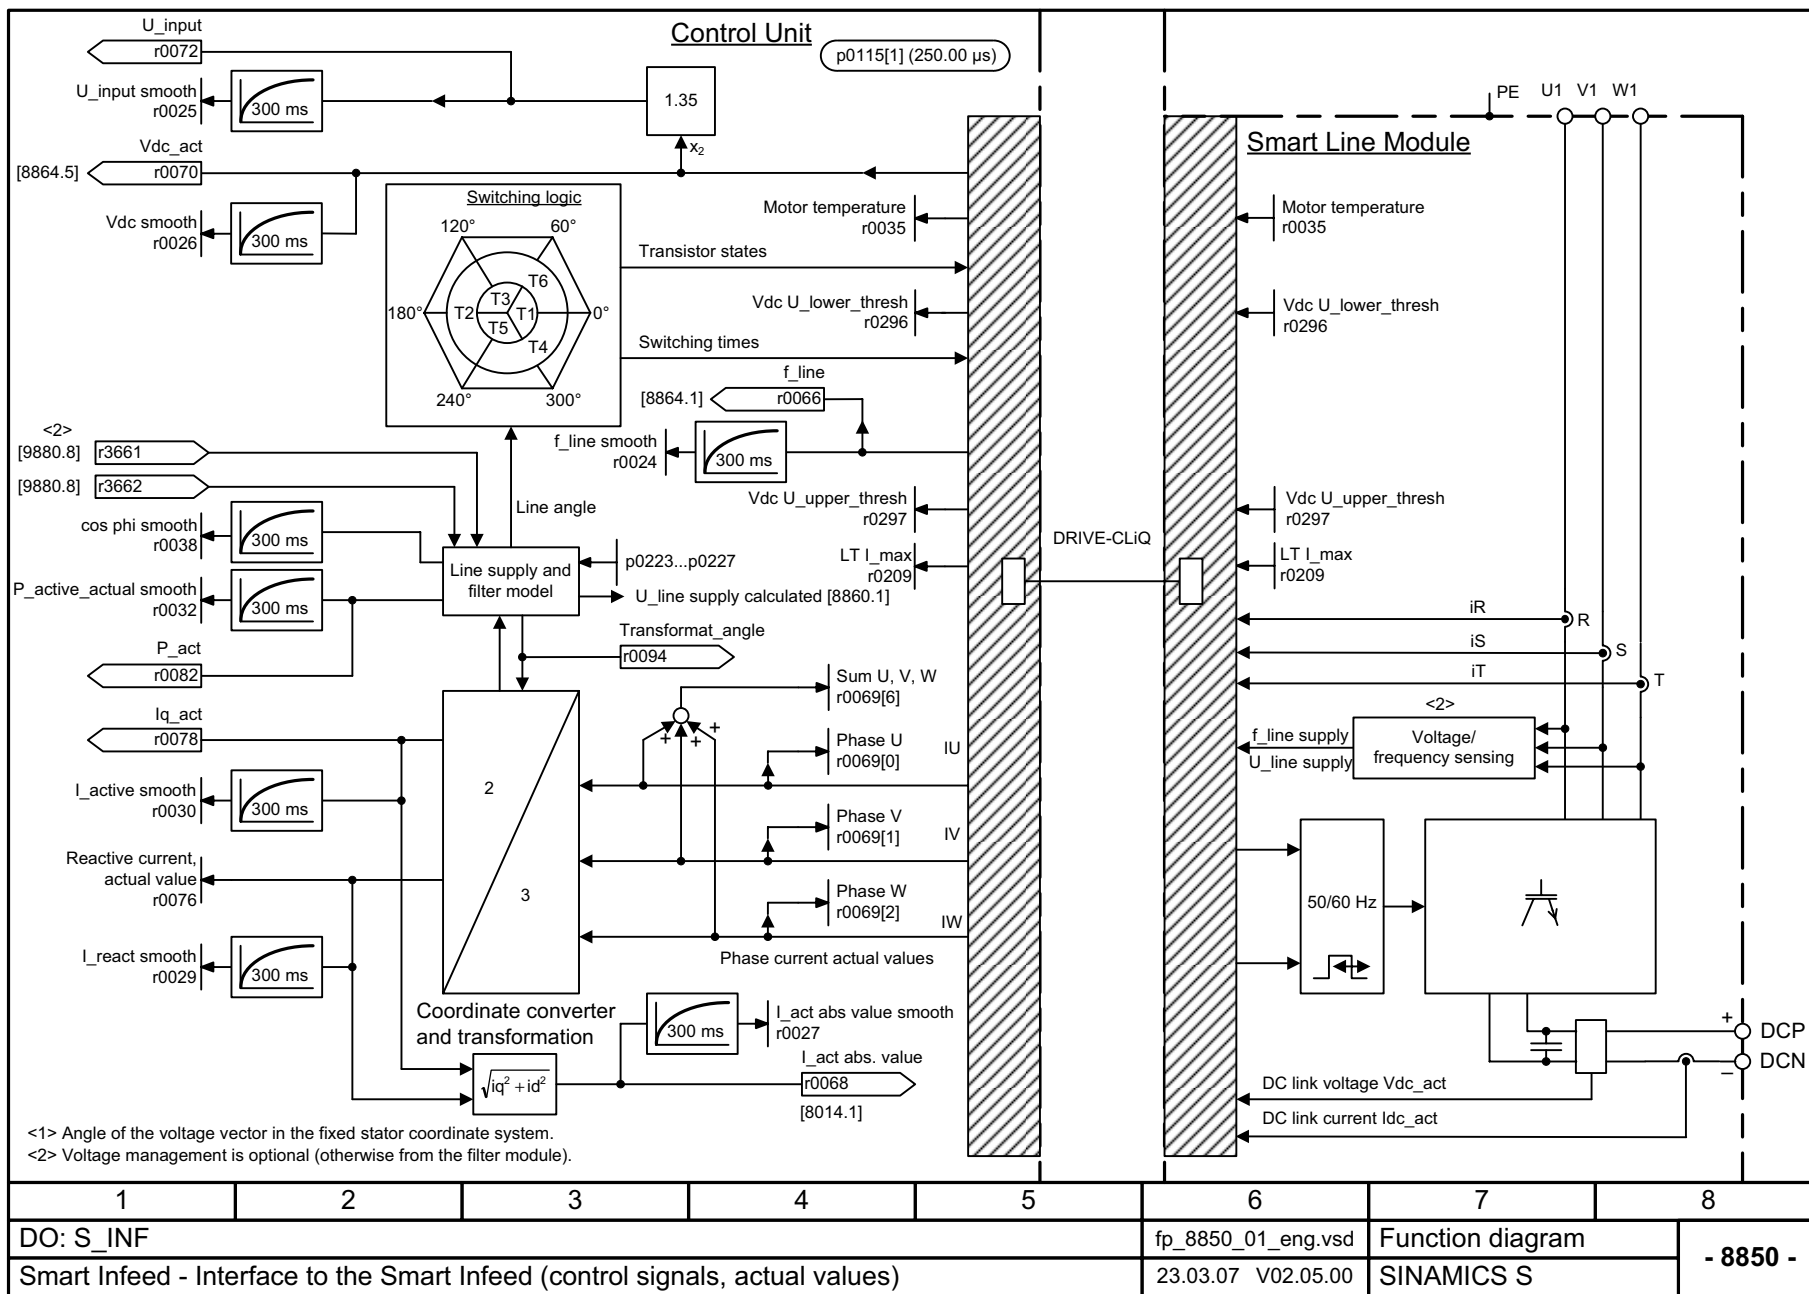 Control Unit
p0115[1] (250.00 µs)
U_input
r0072
U_input smooth
r0025
300 ms
1.35
x2
Vdc_act
[8864.5]
r0070
Vdc smooth
r0026
300 ms
Switching logic
120°
60°
180°
0°
240°
300°
T6
T3
T2
T1
T5
T4
Motor temperature
r0035
Transistor states
Vdc U_lower_thresh
r0296
Switching times
f_line
[8864.1]
r0066
f_line smooth
r0024
300 ms
<2>
[9880.8]
r3661
[9880.8]
r3662
Line angle
cos phi smooth
r0038
300 ms
P_active_actual smooth
r0032
300 ms
Line supply and
filter model
p0223...p0227
U_line supply calculated [8860.1]
Vdc U_upper_thresh
r0297
LT I_max
r0209
P_act
r0082
Transformat_angle
r0094
Iq_act
r0078
I_active smooth
r0030
300 ms
Reactive current,
actual value
r0076
I_react smooth
r0029
300 ms
2
3
Coordinate converter
and transformation
Sum U, V, W
r0069[6]
+
+
+
Phase U
r0069[0]
IU
Phase V
r0069[1]
IV
Phase W
r0069[2]
IW
Phase current actual values
300 ms
I_act abs value smooth
r0027
√iq² + id²
I_act abs. value
r0068
[8014.1]
DRIVE-CLiQ
PE
U1
V1
W1
Smart Line Module
Motor temperature
r0035
Vdc U_lower_thresh
r0296
Vdc U_upper_thresh
r0297
LT I_max
r0209
iR
R
iS
S
iT
T
<2>
Voltage/
frequency sensing
f_line supply
U_line supply
50/60 Hz
+
DCP
DCN
–
DC link voltage Vdc_act
DC link current Idc_act
<1> Angle of the voltage vector in the fixed stator coordinate system.
<2> Voltage management is optional (otherwise from the filter module).
1
2
3
4
5
6
7
8
DO: S_INF
fp_8850_01_eng.vsd
Function diagram
- 8850 -
Smart Infeed - Interface to the Smart Infeed (control signals, actual values)
23.03.07 V02.05.00
SINAMICS S